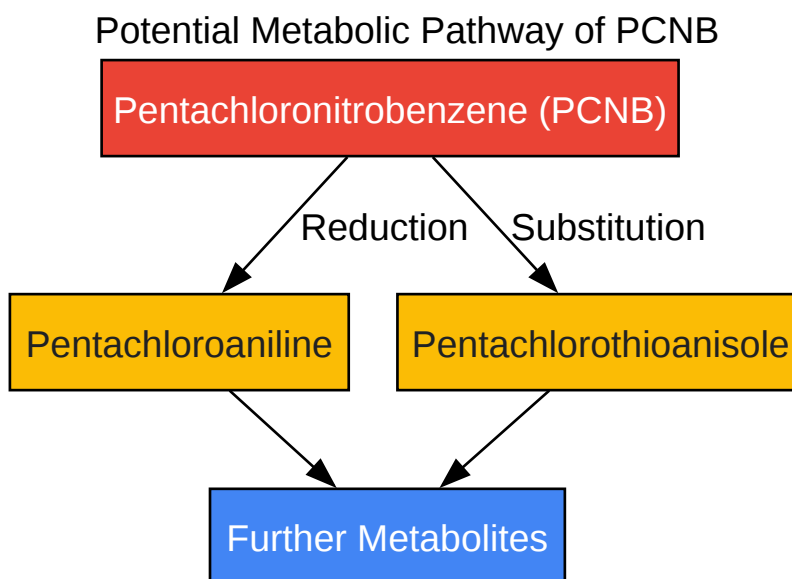 Potential Metabolic Pathway of PCNB
Pentachloronitrobenzene (PCNB)
Reduction
Substitution
Pentachloroaniline
Pentachlorothioanisole
Further Metabolites